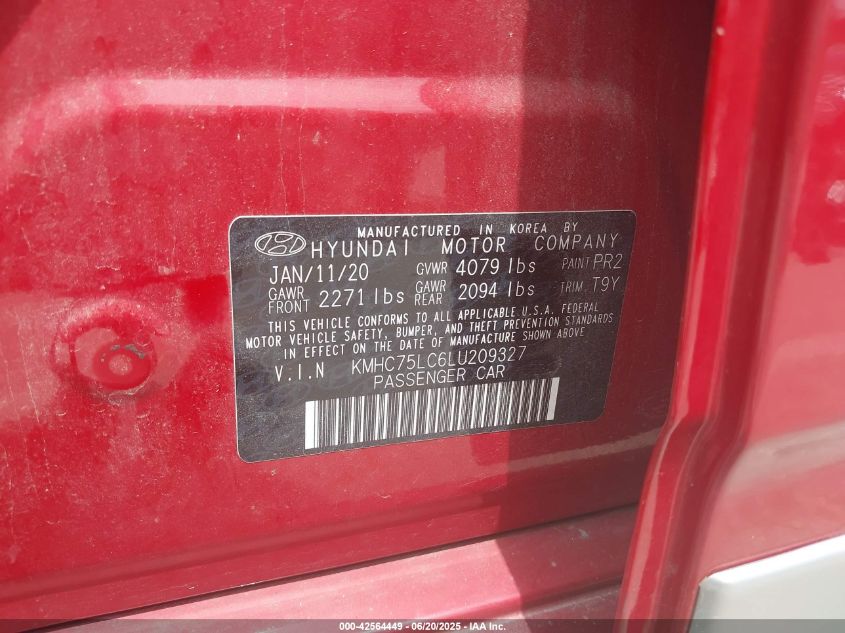 MANUFACTURED IN KOREA BY
HYUNDAI MOTOR COMPANY
JAN/11/20 GVWR 4079 lbs PAINT PR2
GAWR FRONT 2271 lbs GAWR REAR 2094 lbs TRIM. T9Y
THIS VEHICLE CONFORMS TO ALL APPLICABLE U.S.A. FEDERAL
MOTOR VEHICLE SAFETY, BUMPER, AND THEFT PREVENTION STANDARDS
IN EFFECT ON THE DATE OF MANUFACTURE SHOWN ABOVE
V.I.N KMHC75LC6LU209327
PASSENGER CAR
000-42564449 - 06/20/2025 - IAA Inc.